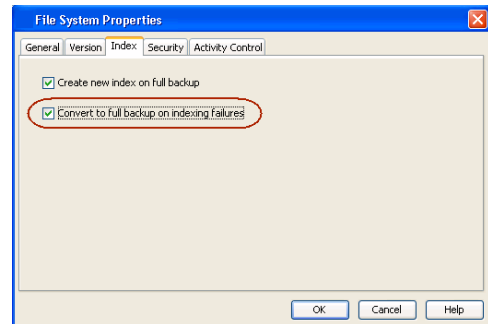 File System Properties
General Version Index Security Activity Control
Create new index on full backup
Convert to full backup on indexing failures
OK Cancel Help